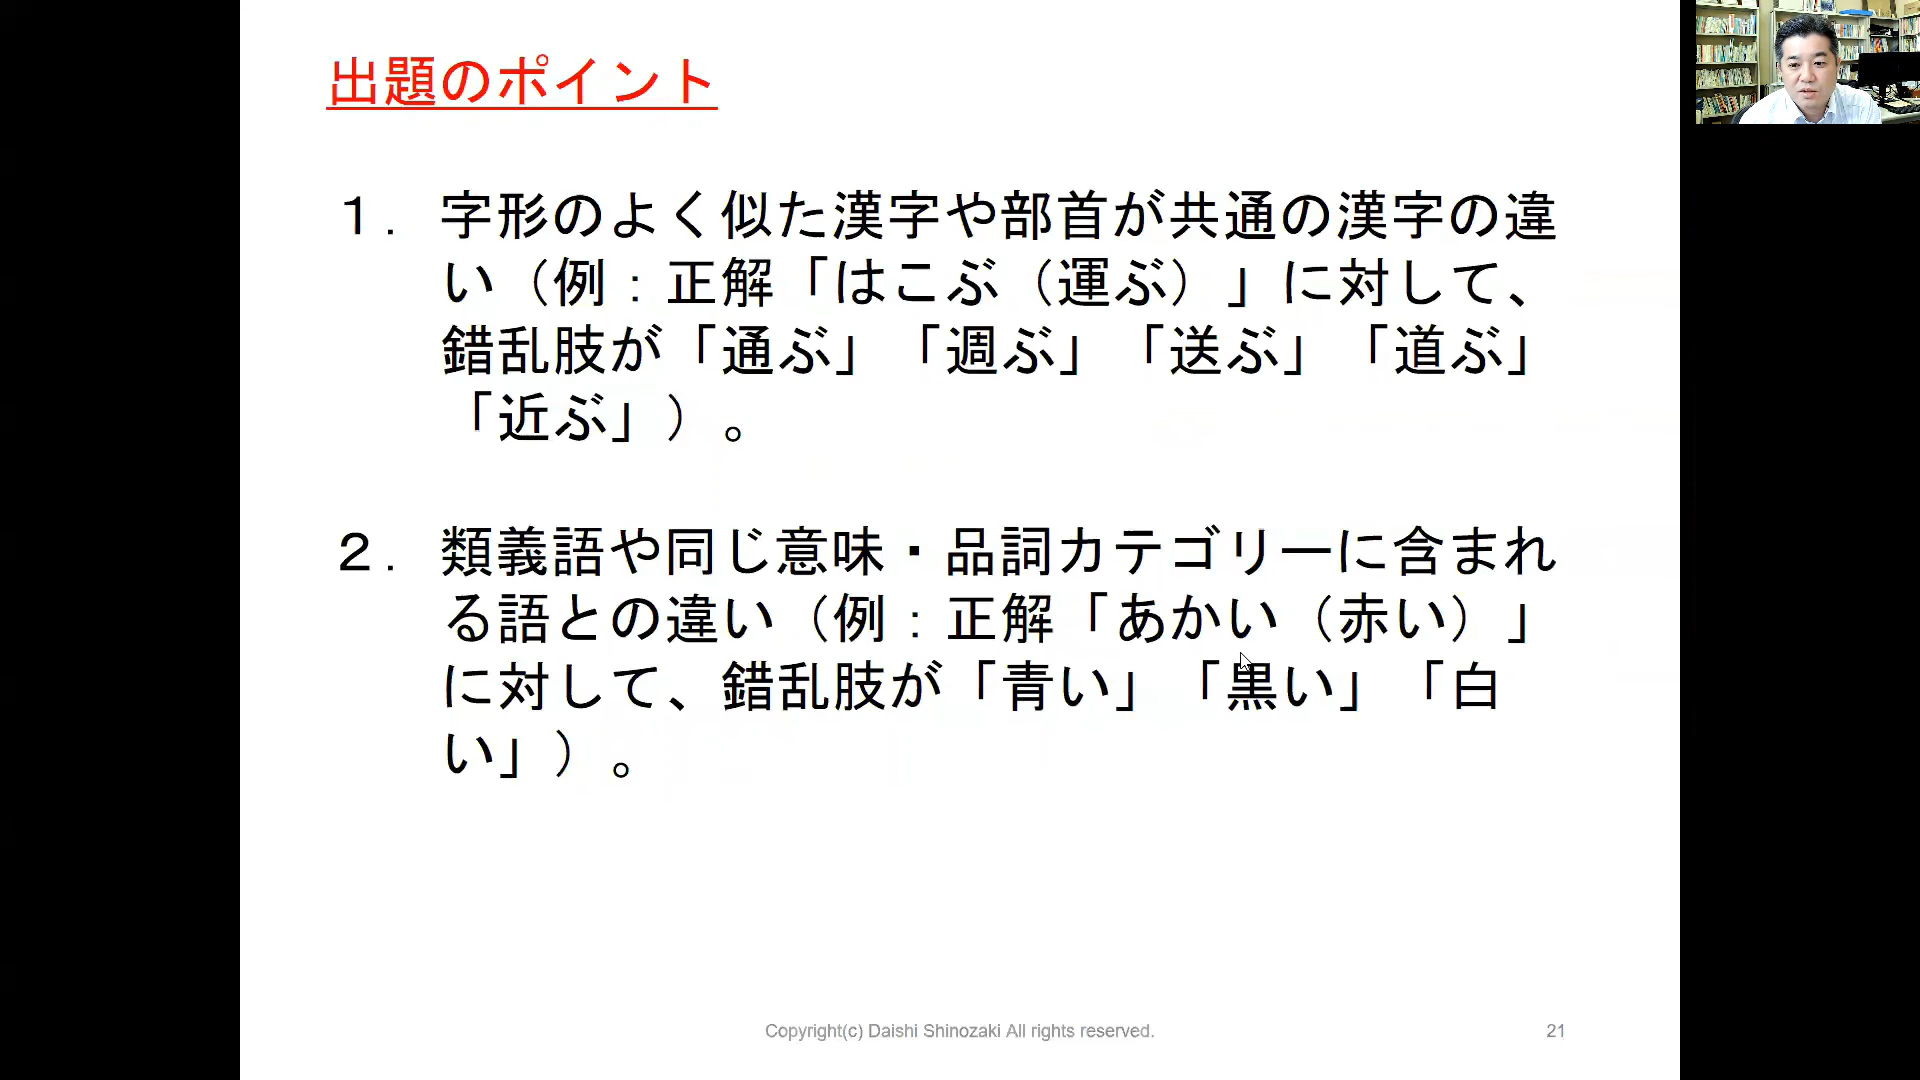 出題のポイント
１. 字形のよく似た漢字や部首が共通の漢字の違
い（例：正解「はこぶ（運ぶ）」に対して、
錯乱肢が「通ぶ」「週ぶ」「送ぶ」「道ぶ」
「近ぶ」）。
２. 類義語や同じ意味・品詞カテゴリーに含まれ
る語との違い（例：正解「あかい（赤い）」
に対して、錯乱肢が「青い」「黒い」「白
い」）。
Copyright(c) Daishi Shinozaki All rights reserved.
21